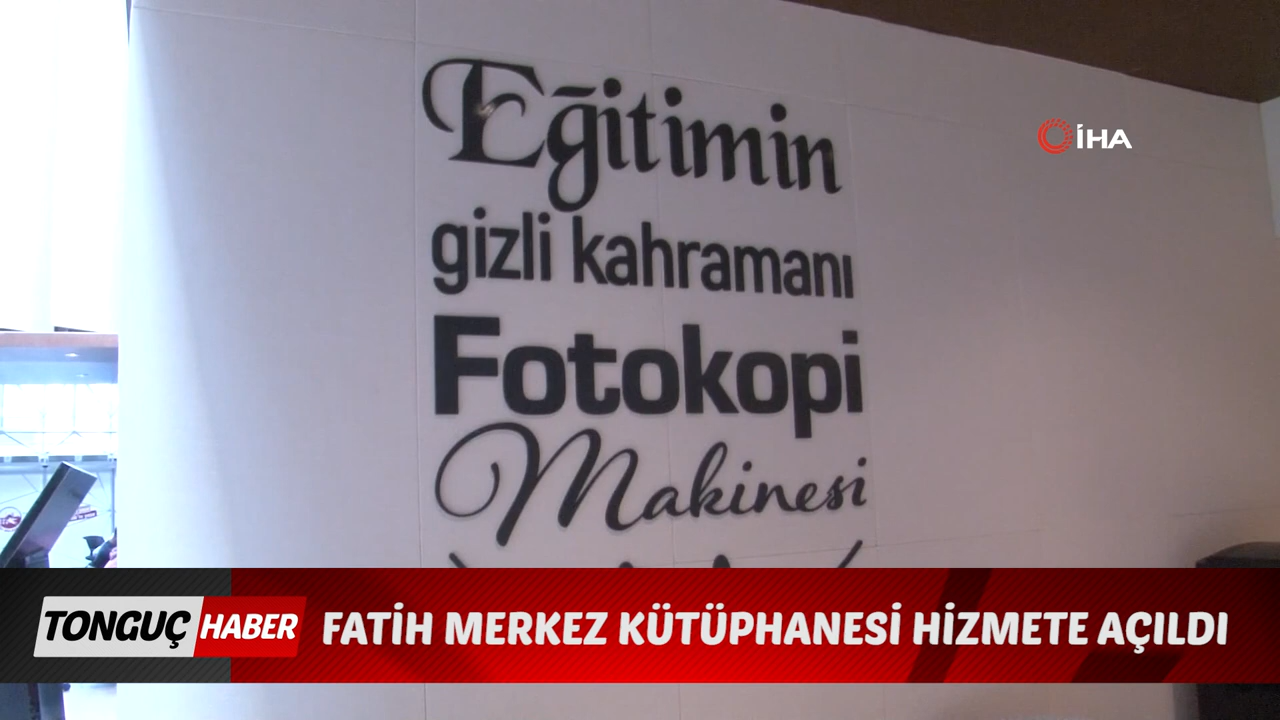 Eğitimin
İHA
gizli kahramanı
Fotokopi
Makinesi
TONGUÇ HABER
FATİH MERKEZ KÜTÜPHANESİ HİZMETE AÇILDI